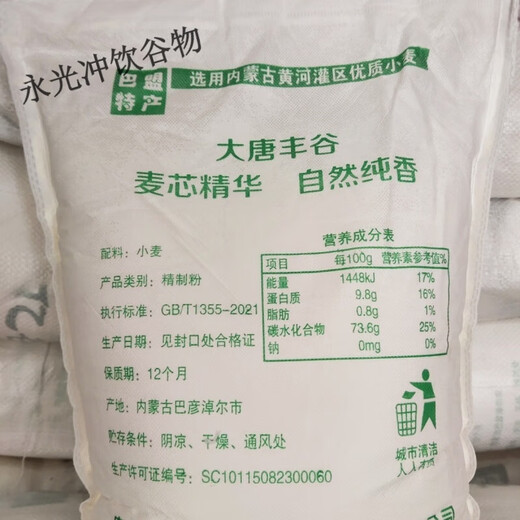 永光冲饮谷物
巴盟
特产
选用内蒙古黄河灌区优质小麦
大唐丰谷
麦芯精华 自然纯香
配料：小麦
产品类别：精制粉
执行标准：GB/T1355-2021
生产日期：见封口处合格证
保质期：12个月
产地：内蒙古巴彦淖尔市
贮存条件：阴凉、干燥、通风处
生产许可证编号：SC10115082300060
营养成分表
项目 每100g 营养素参考值%
能量 1448kJ 17%
蛋白质 9.8g 16%
脂肪 0.8g 1%
碳水化合物 73.6g 25%
钠 0mg 0%
城市清洁